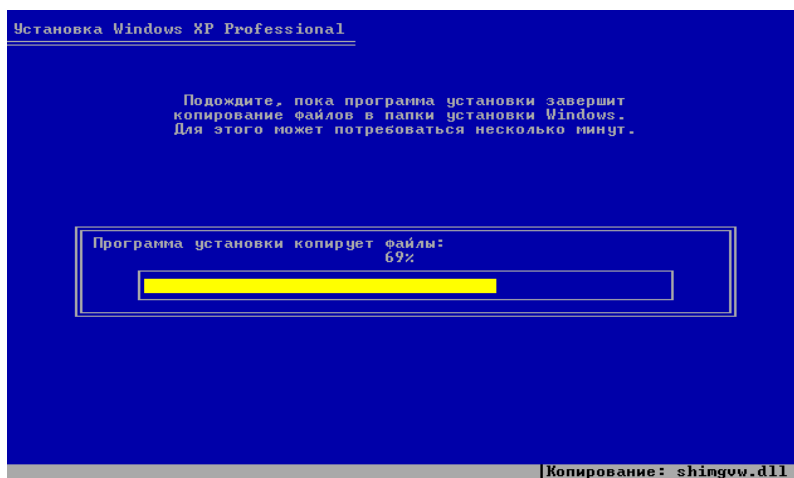 Установка Windows XP Professional
Подождите, пока программа установки завершит
копирование файлов в папки установки Windows.
Для этого может потребоваться несколько минут.
Программа установки копирует файлы:
69%
Копирование: shimgvw.dll